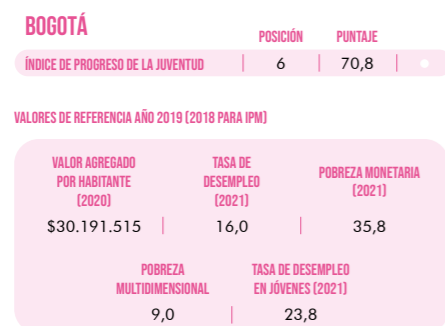 BOGOTÁ
POSICIÓN PUNTAJE
ÍNDICE DE PROGRESO DE LA JUVENTUD | 6 | 70,8 |
VALORES DE REFERENCIA AÑO 2019 (2018 PARA IPM)
VALOR AGREGADO
POR HABITANTE
(2020)
$30.191.515
TASA DE
DESEMPLEO
(2021)
16,0
POBREZA MONETARIA
(2021)
35,8
POBREZA
MULTIDIMENSIONAL
9,0
TASA DE DESEMPLEO
EN JÓVENES (2021)
23,8